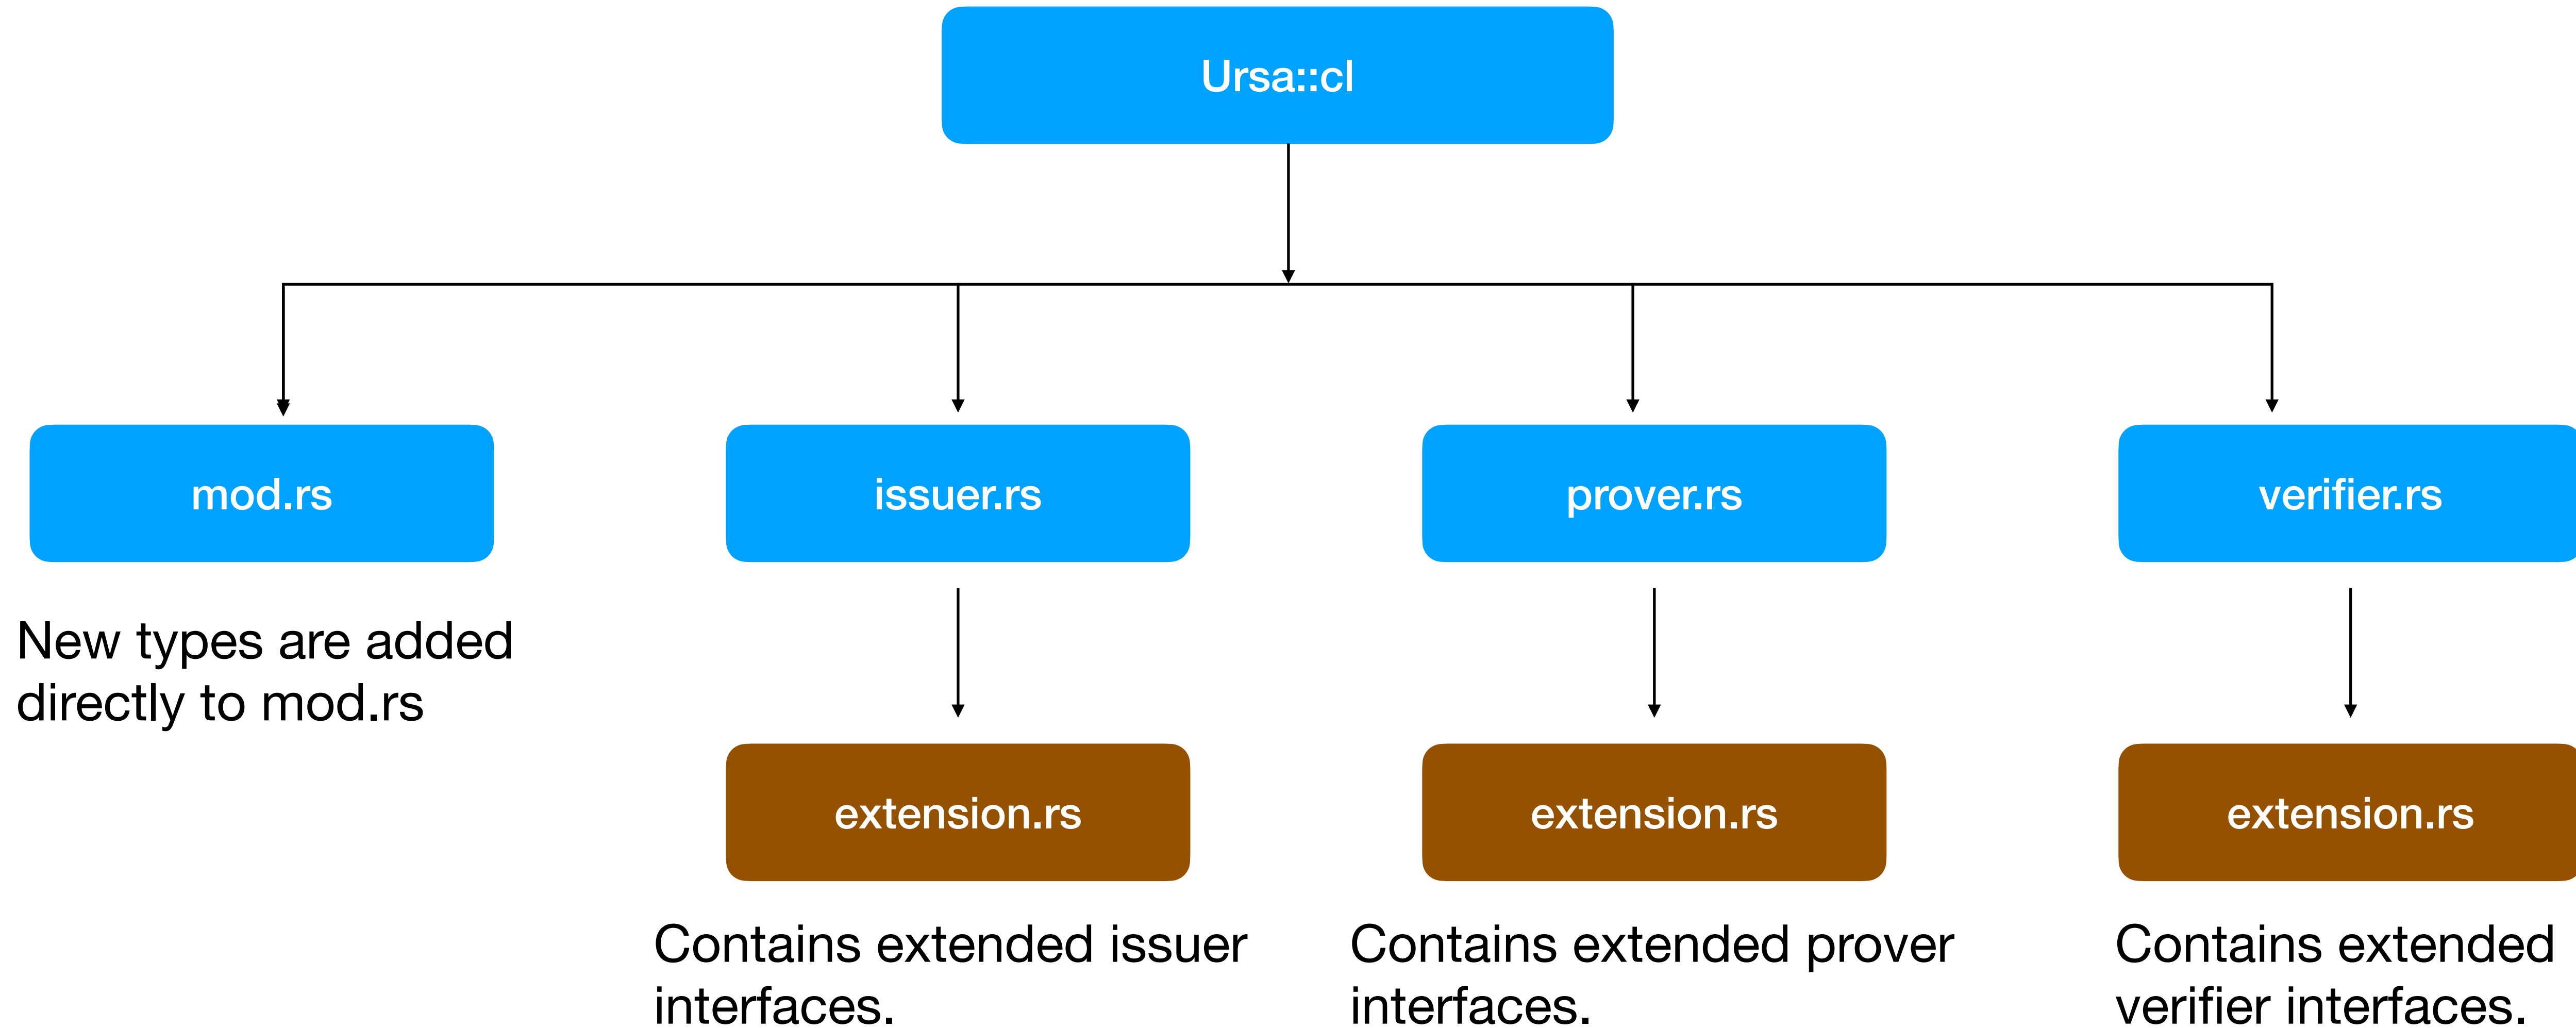 Ursa::cl
mod.rs
issuer.rs
prover.rs
verifier.rs
New types are added
directly to mod.rs
extension.rs
extension.rs
extension.rs
Contains extended issuer
interfaces.
Contains extended prover
interfaces.
Contains extended
verifier interfaces.